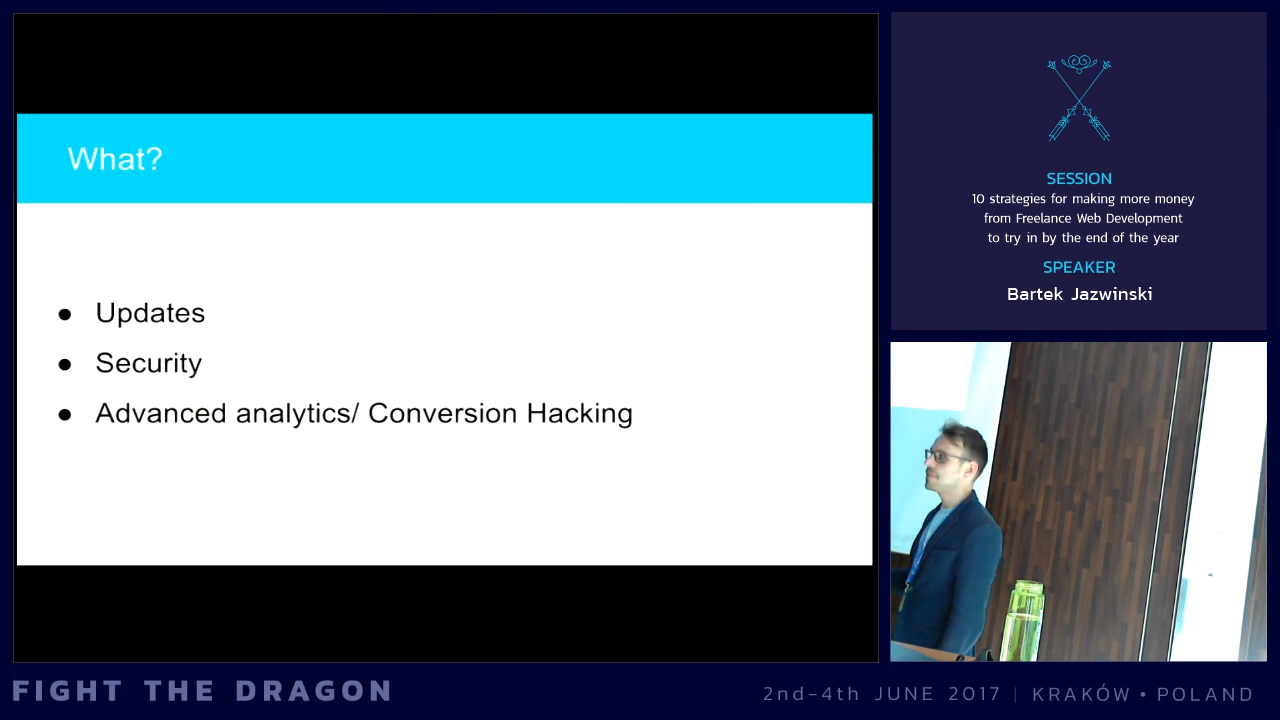 What?
● Updates
● Security
● Advanced analytics/ Conversion Hacking
SESSION
10 strategies for making more money
from Freelance Web Development
to try in by the end of the year
SPEAKER
Bartek Jazwinski
FIGHT THE DRAGON
2nd-4th JUNE 2017 | KRAKÓW • POLAND